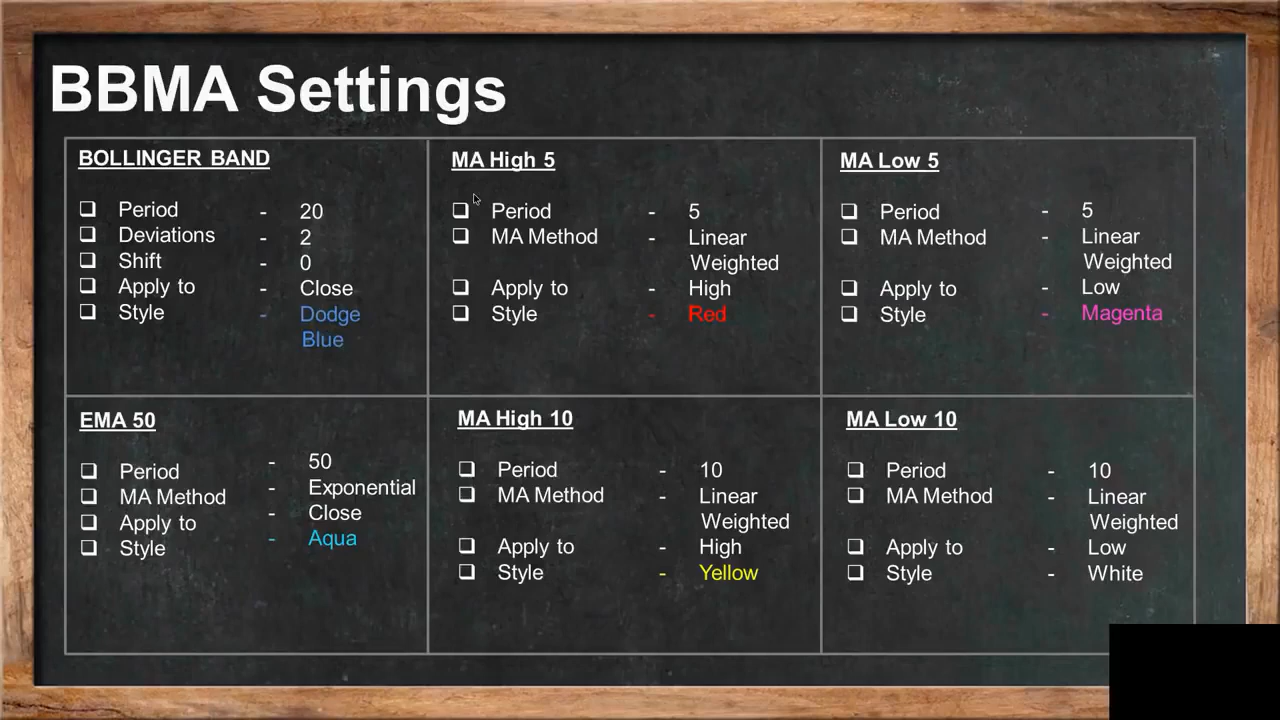 BBMA Settings
BOLLINGER BAND
❑ Period - 20
❑ Deviations - 2
❑ Shift - 0
❑ Apply to - Close
❑ Style - Dodge
Blue
MA High 5
❑ Period - 5
❑ MA Method - Linear
Weighted
❑ Apply to - High
❑ Style - Red
MA Low 5
❑ Period - 5
❑ MA Method - Linear
Weighted
❑ Apply to - Low
❑ Style - Magenta
EMA 50
❑ Period - 50
❑ MA Method - Exponential
❑ Apply to - Close
❑ Style - Aqua
MA High 10
❑ Period - 10
❑ MA Method - Linear
Weighted
❑ Apply to - High
❑ Style - Yellow
MA Low 10
❑ Period - 10
❑ MA Method - Linear
Weighted
❑ Apply to - Low
❑ Style - White